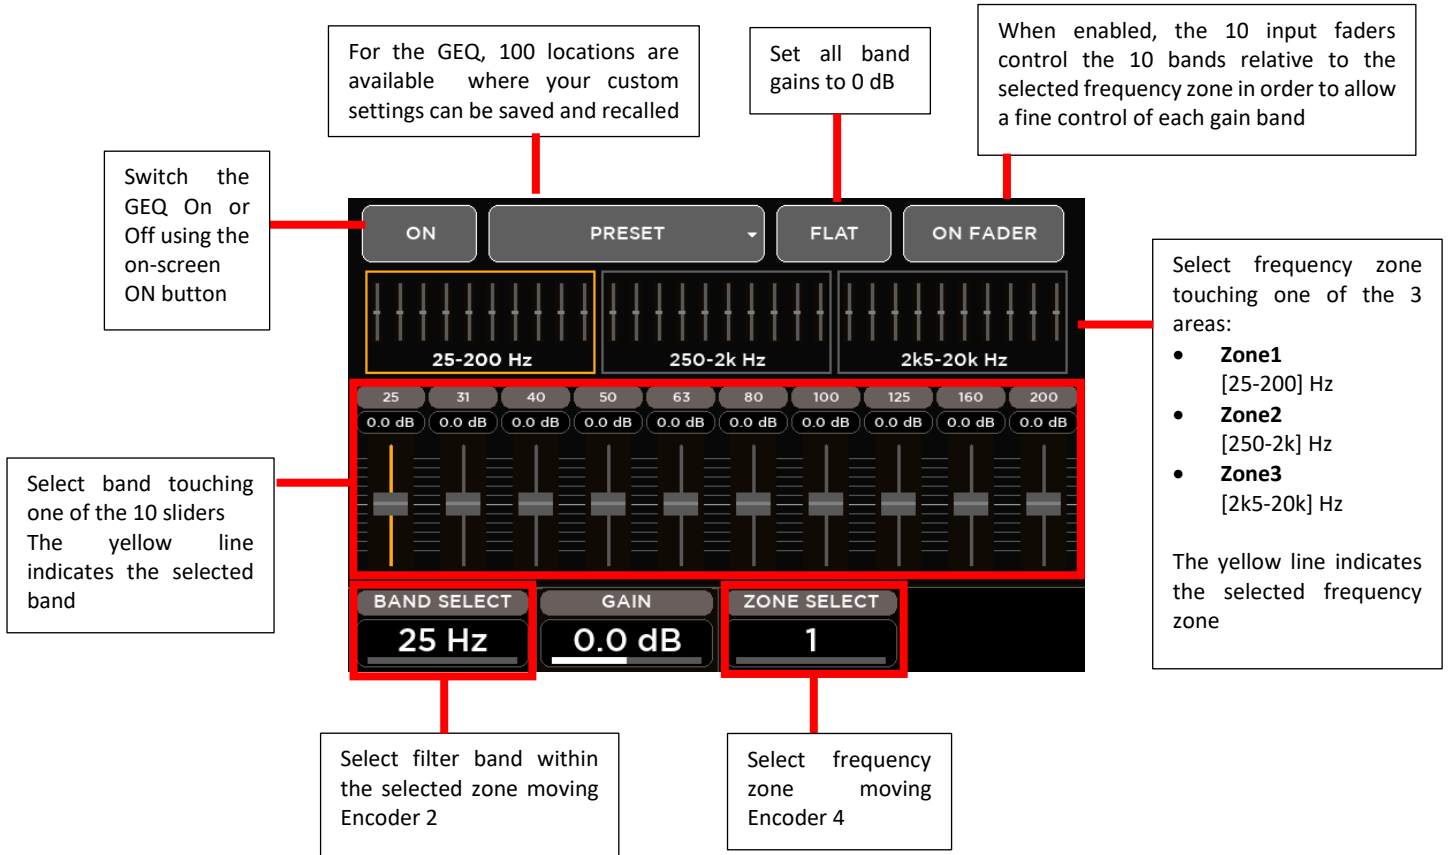 For the GEQ, 100 locations are
available where your custom
settings can be saved and recalled
Set all band
gains to 0 dB
When enabled, the 10 input faders
control the 10 bands relative to the
selected frequency zone in order to allow
a fine control of each gain band
Switch the
GEQ On or
Off using the
on-screen
ON button
ON
PRESET
FLAT
ON FADER
25-200 Hz
250-2k Hz
2k5-20k Hz
25 31 40 50 63 80 100 125 160 200
0.0 dB 0.0 dB 0.0 dB 0.0 dB 0.0 dB 0.0 dB 0.0 dB 0.0 dB 0.0 dB 0.0 dB
Select frequency zone
touching one of the 3
areas:
• Zone1
[25-200] Hz
• Zone2
[250-2k] Hz
• Zone3
[2k5-20k] Hz
The yellow line indicates
the selected frequency
zone
Select band touching
one of the 10 sliders
The yellow line
indicates the selected
band
BAND SELECT
25 Hz
GAIN
0.0 dB
ZONE SELECT
1
Select filter band within
the selected zone moving
Encoder 2
Select frequency
zone moving
Encoder 4